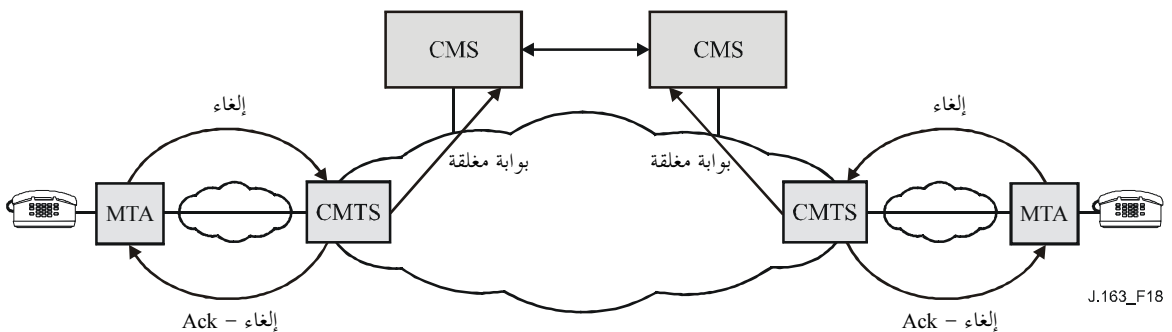 CMS
CMS
إلغاء
إلغاء
بوابة مغلقة
بوابة مغلقة
MTA
CMTS
CMTS
MTA
J.163_F18
إلغاء – Ack
إلغاء – Ack